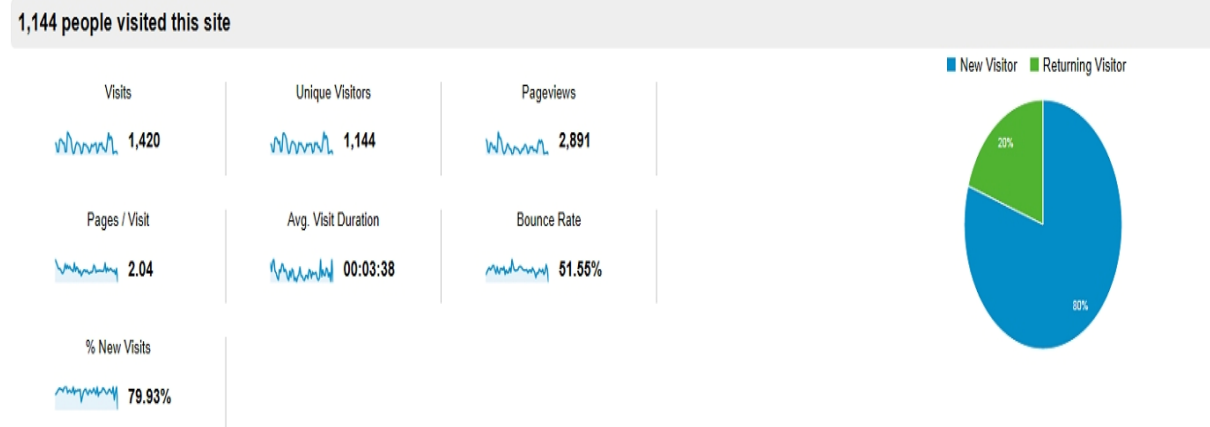 1,144 people visited this site
New Visitor Returning Visitor
Visits Unique Visitors Pageviews
1,420 1,144 2,891
20%
Pages / Visit Avg. Visit Duration Bounce Rate
2.04 00:03:38 51.55%
80%
% New Visits
79.93%